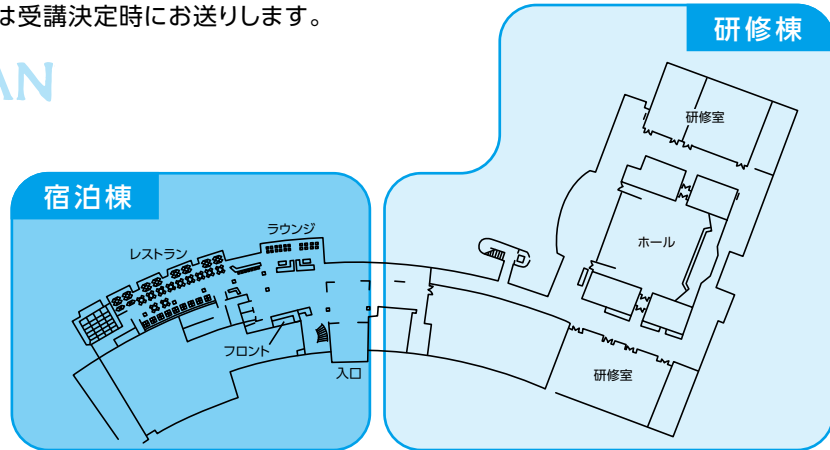 は受講決定時にお送りします。
AN
研修棟
研修室
宿泊棟
ラウンジ
レストラン
ホール
フロント
入口
研修室